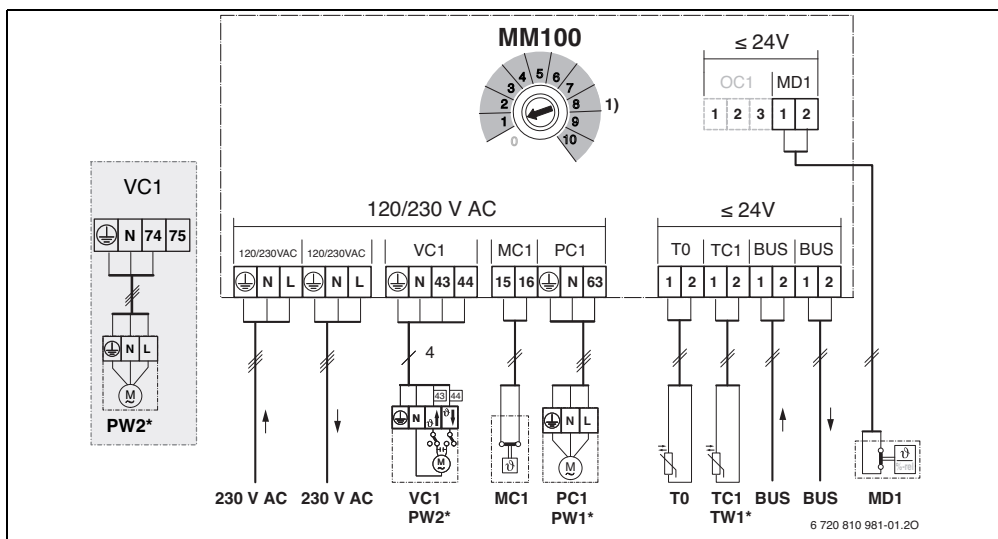 MM100
0 1 2 3 4 5 6 7 8 9 10
1)
≤ 24V
OC1 MD1
1 2 3 1 2
VC1
N 74 75
N L
M
~
PW2*
120/230 V AC
≤ 24V
120/230VAC 120/230VAC VC1 MC1 PC1 T0 TC1 BUS BUS
N L N L N 43 44 15 16 N 63 1 2 1 2 1 2 1 2
4
43 44
N ϑ ϑ
M
~
ϑ
N L
M
~
ϑ
%-rel
230 V AC 230 V AC VC1 MC1 PC1 T0 TC1 BUS BUS MD1
PW2* PW1* TW1*
6 720 810 981-01.2O